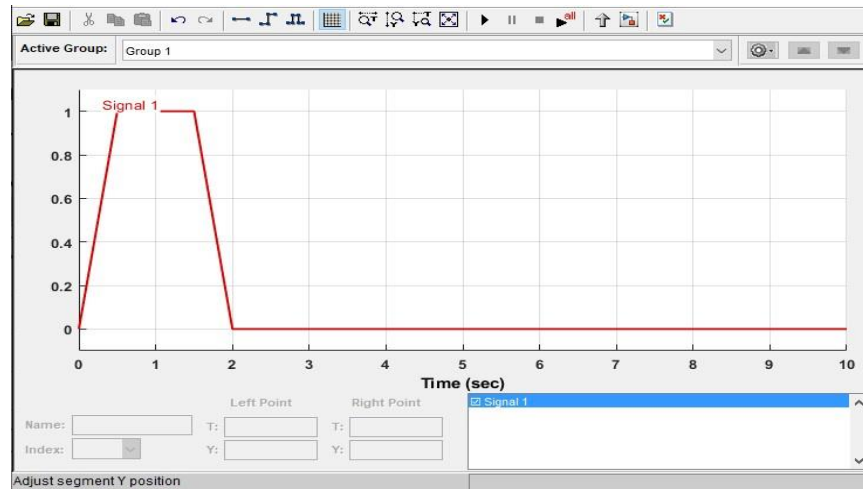 all
Active Group: Group 1
Signal 1
1
0.8
0.6
0.4
0.2
0
0 1 2 3 4 5 6 7 8 9 10
Time (sec)
Left Point Right Point
Name: T: T:
Index: Y: Y:
Signal 1
Adjust segment Y position